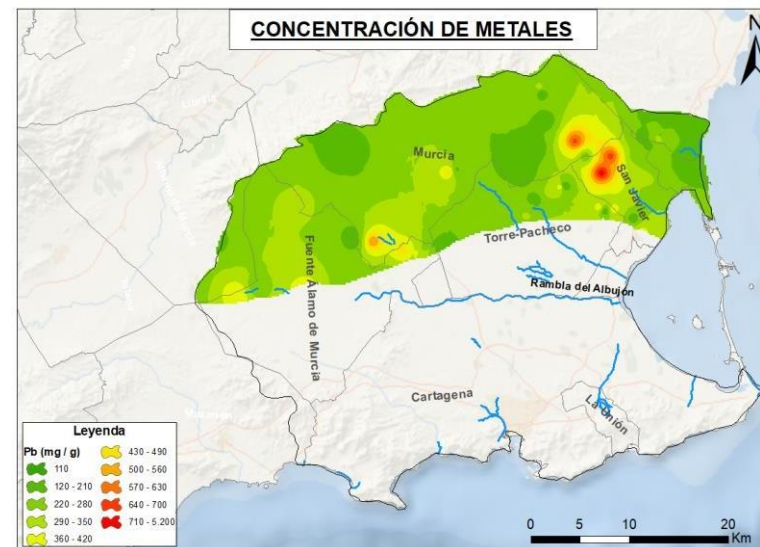 CONCENTRACIÓN DE METALES
N
Murcia
San Javier
Torre-Pacheco
Fuente Álamo de Murcia
Rambla del Albujón
Cartagena
La Unión
Leyenda
Pb (mg / g)
110
120 - 210
220 - 280
290 - 350
360 - 420
430 - 490
500 - 560
570 - 630
640 - 700
710 - 5.200
0 5 10 20
Km